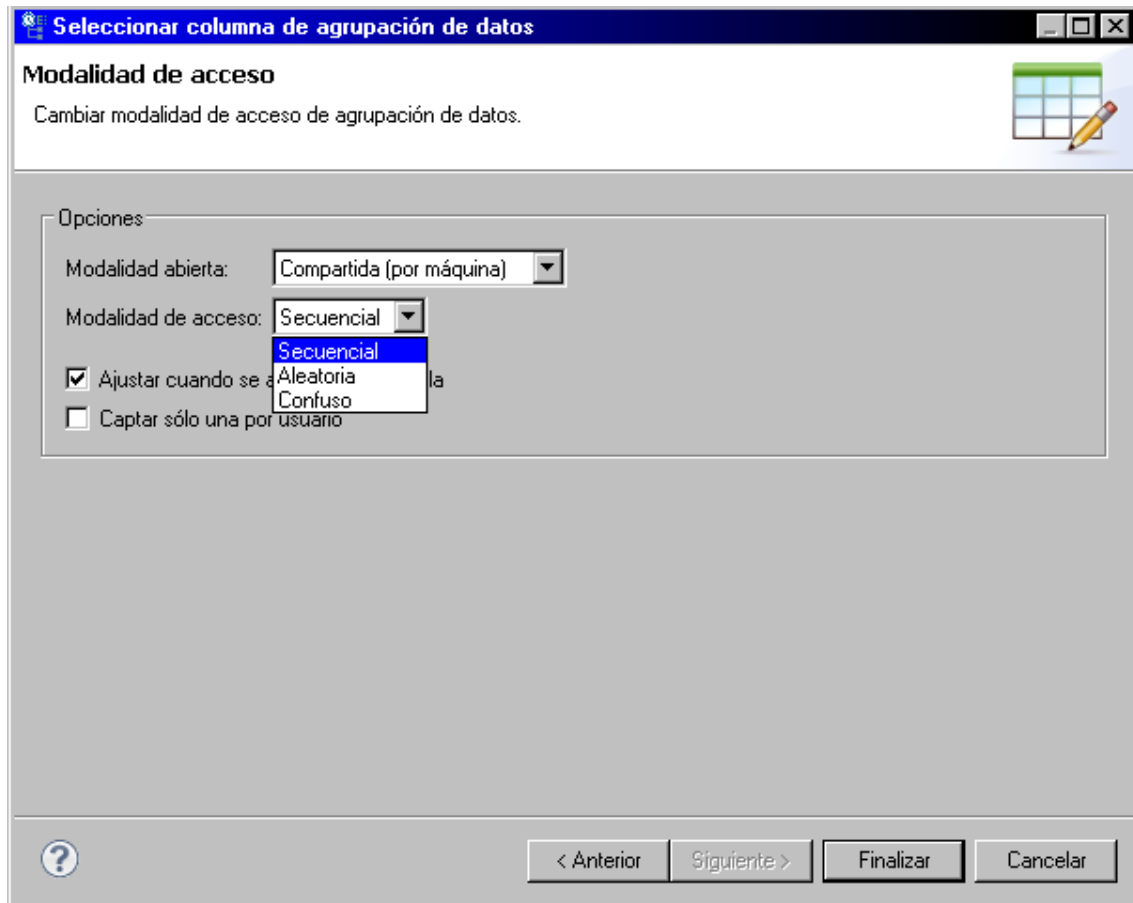 Seleccionar columna de agrupación de datos
Modalidad de acceso
Cambiar modalidad de acceso de agrupación de datos.
Opciones
Modalidad abierta: Compartida (por máquina)
Modalidad de acceso: Secuencial
Secuencial
Aleatoria
Confuso
Ajustar cuando se la
Captar sólo una por usuario
< Anterior Siguiente > Finalizar Cancelar